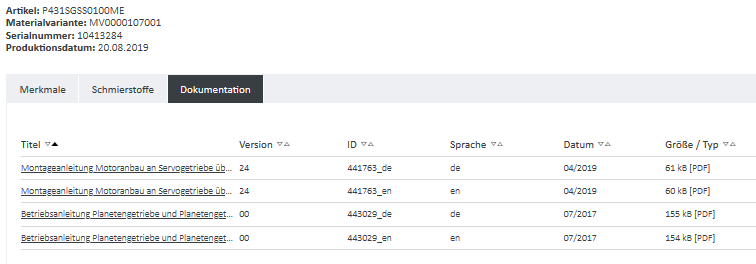 Artikel: P431SGSS0100ME
Materialvariante: MV0000107001
Serialnummer: 10413284
Produktionsdatum: 20.08.2019
Merkmale Schmierstoffe Dokumentation
Titel Version ID Sprache Datum Größe / Typ
Montageanleitung Motoranbau an Servogetriebe üb... 24 441763_de de 04/2019 61 kB [PDF]
Montageanleitung Motoranbau an Servogetriebe üb... 24 441763_en en 04/2019 60 kB [PDF]
Betriebsanleitung Planetengetriebe und Planetenget... 00 443029_de de 07/2017 155 kB [PDF]
Betriebsanleitung Planetengetriebe und Planetenget... 00 443029_en en 07/2017 154 kB [PDF]